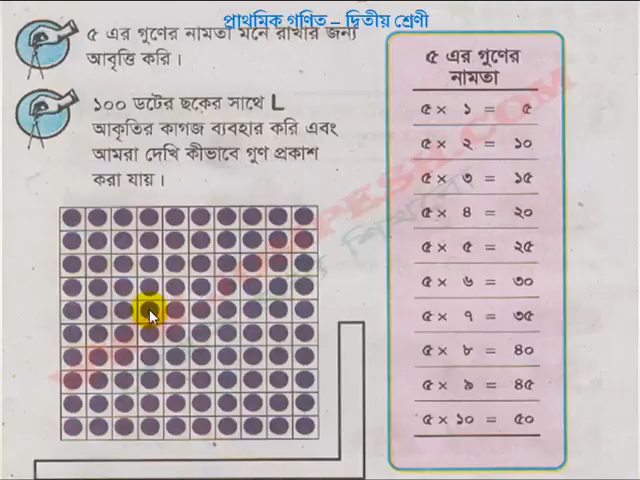 প্রাথমিক গণিত – দ্বিতীয় শ্রেণী
৫ এর গুণের নামতা মনে রাখার জন্য
আবৃত্তি করি।
১০০ ডটের ছকের সাথে L
আকৃতির কাগজ ব্যবহার করি এবং
আমরা দেখি কীভাবে গুণ প্রকাশ
করা যায়।
৫ এর গুণের
নামতা
৫ × ১ = ৫
৫ × ২ = ১০
৫ × ৩ = ১৫
৫ × ৪ = ২০
৫ × ৫ = ২৫
৫ × ৬ = ৩০
৫ × ৭ = ৩৫
৫ × ৮ = ৪০
৫ × ৯ = ৪৫
৫ × ১০ = ৫০